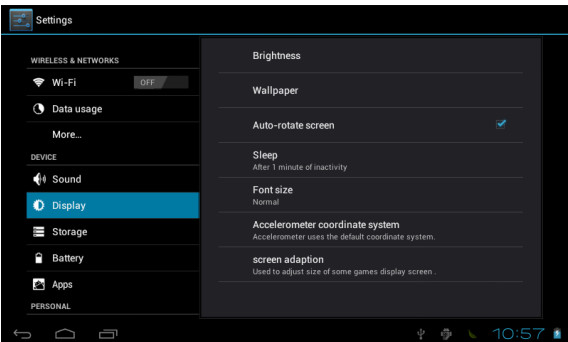 Settings
WIRELESS & NETWORKS
Wi-Fi OFF
Data usage
More...
DEVICE
Sound
Display
Storage
Battery
Apps
PERSONAL
Brightness
Wallpaper
Auto-rotate screen
Sleep
After 1 minute of inactivity
Font size
Normal
Accelerometer coordinate system
Accelerometer uses the default coordinate system.
screen adaption
Used to adjust size of some games display screen .
10:57